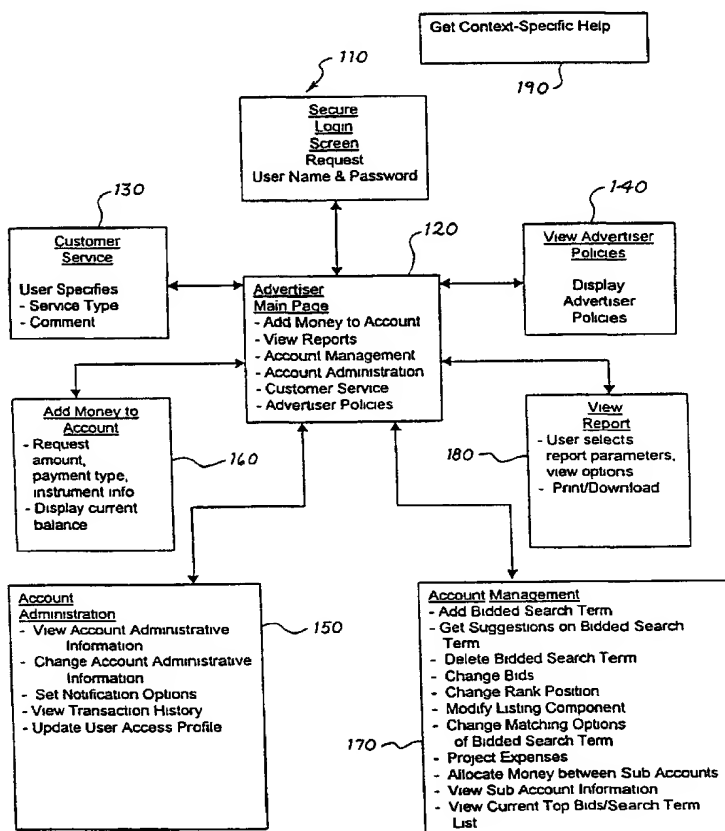 Get Context-Specific Help
190
110
Secure
Login
Screen
Request
User Name & Password
130
Customer
Service
User Specifies
- Service Type
- Comment
120
Advertiser
Main Page
- Add Money to Account
- View Reports
- Account Management
- Account Administration
- Customer Service
- Advertiser Policies
140
View Advertiser
Policies
Display
Advertiser
Policies
Add Money to
Account
- Request
amount,
payment type,
instrument info
- Display current
balance
160
View
Report
- User selects
report parameters,
view options
- Print/Download
180
Account
Administration
- View Account Administrative
Information
- Change Account Administrative
Information
- Set Notification Options
- View Transaction History
- Update User Access Profile
150
Account Management
- Add Bidded Search Term
- Get Suggestions on Bidded Search
Term
- Delete Bidded Search Term
- Change Bids
- Change Rank Position
- Modify Listing Component
- Change Matching Options
of Bidded Search Term
- Project Expenses
- Allocate Money between Sub Accounts
- View Sub Account Information
- View Current Top Bids/Search Term
List
170